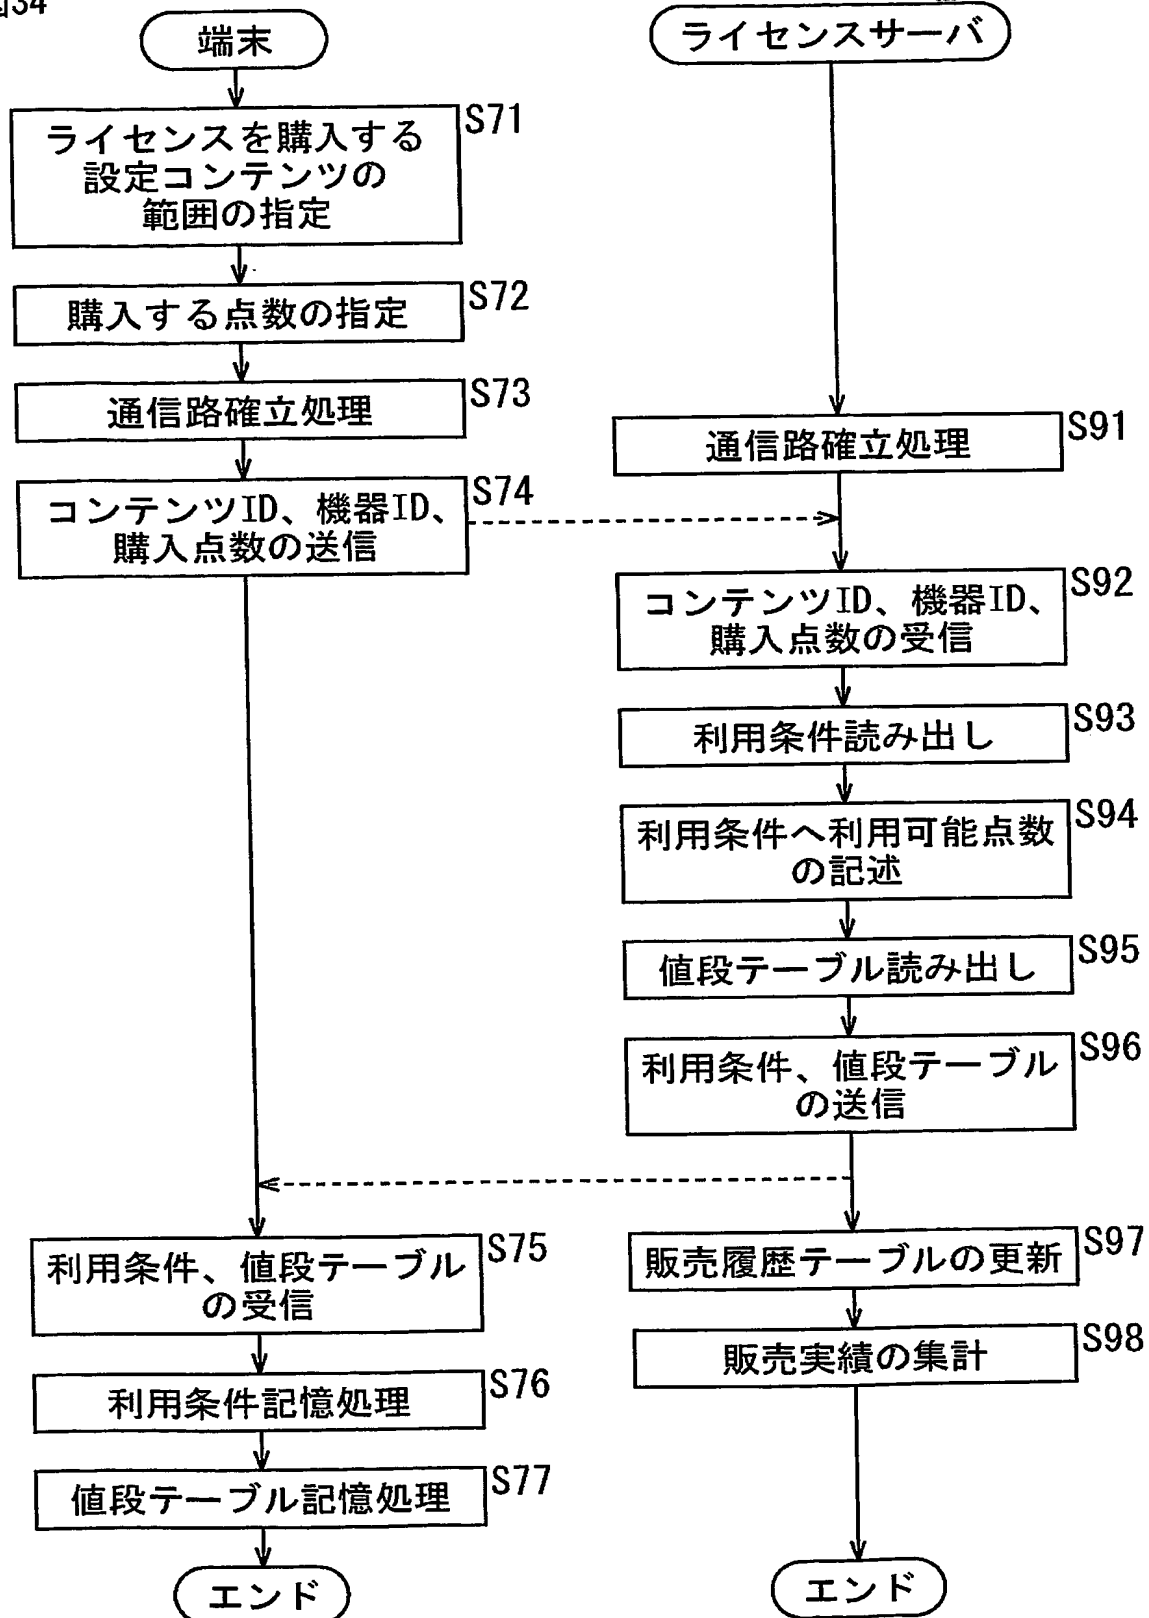 図34
端末
S71
ライセンスを購入する
設定コンテンツの
範囲の指定
S72
購入する点数の指定
S73
通信路確立処理
S74
コンテンツID、機器ID、
購入点数の送信
S75
利用条件、値段テーブル
の受信
S76
利用条件記憶処理
S77
値段テーブル記憶処理
エンド
ライセンスサーバ
S91
通信路確立処理
S92
コンテンツID、機器ID、
購入点数の受信
S93
利用条件読み出し
S94
利用条件へ利用可能点数
の記述
S95
値段テーブル読み出し
S96
利用条件、値段テーブル
の送信
S97
販売履歴テーブルの更新
S98
販売実績の集計
エンド